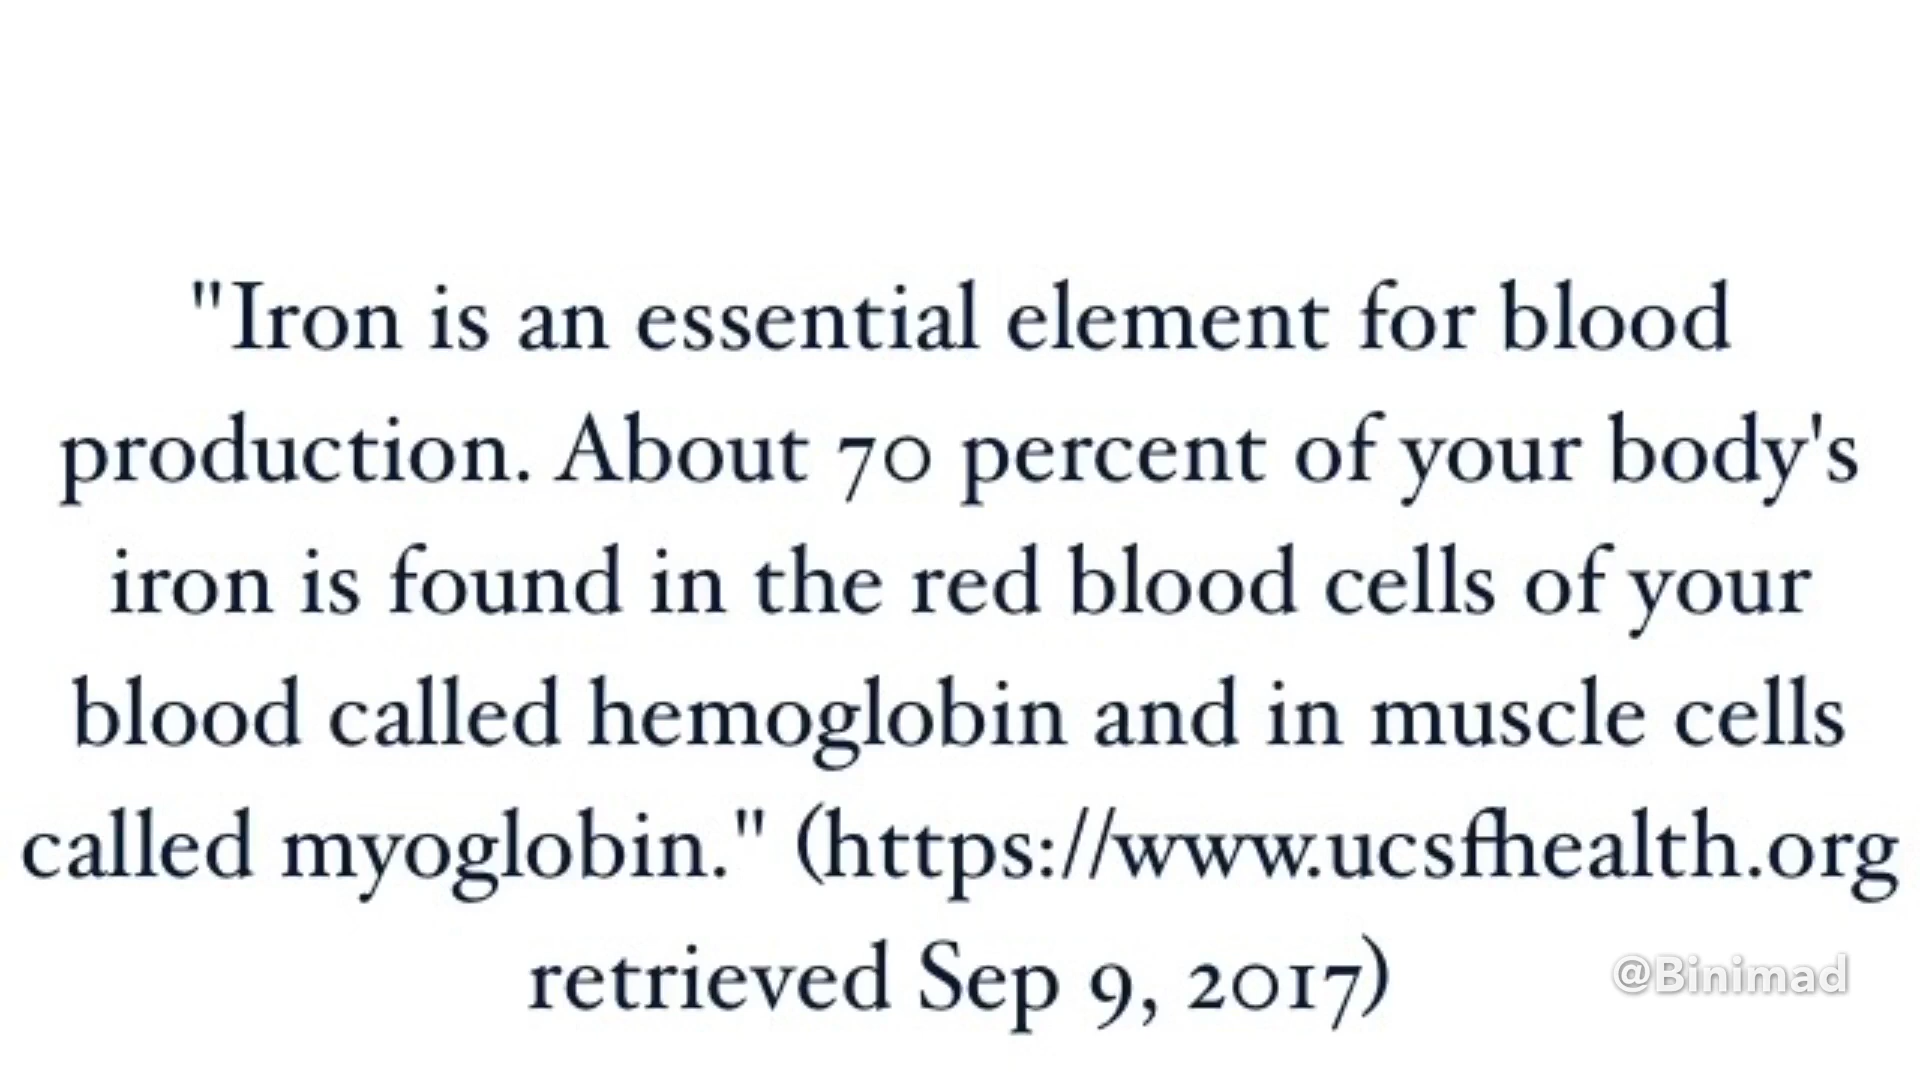 "Iron is an essential element for blood
production. About 70 percent of your body's
iron is found in the red blood cells of your
blood called hemoglobin and in muscle cells
called myoglobin." (https://www.ucsfhealth.org
retrieved Sep 9, 2017)
@Binimad